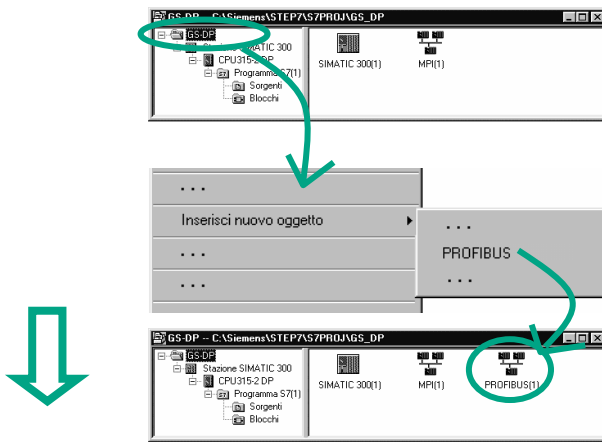 GS-DP -- C:\Siemens\STEP7\S7PROJ\GS_DP
GS-DP
Stazione SIMATIC 300
CPU315-2 DP
Programma S7(1)
Sorgenti
Blocchi
SIMATIC 300(1)
MPI(1)
. . .
Inserisci nuovo oggetto
. . .
. . .
. . .
PROFIBUS
. . .
GS-DP -- C:\Siemens\STEP7\S7PROJ\GS_DP
GS-DP
Stazione SIMATIC 300
CPU315-2 DP
Programma S7(1)
Sorgenti
Blocchi
SIMATIC 300(1)
MPI(1)
PROFIBUS(1)